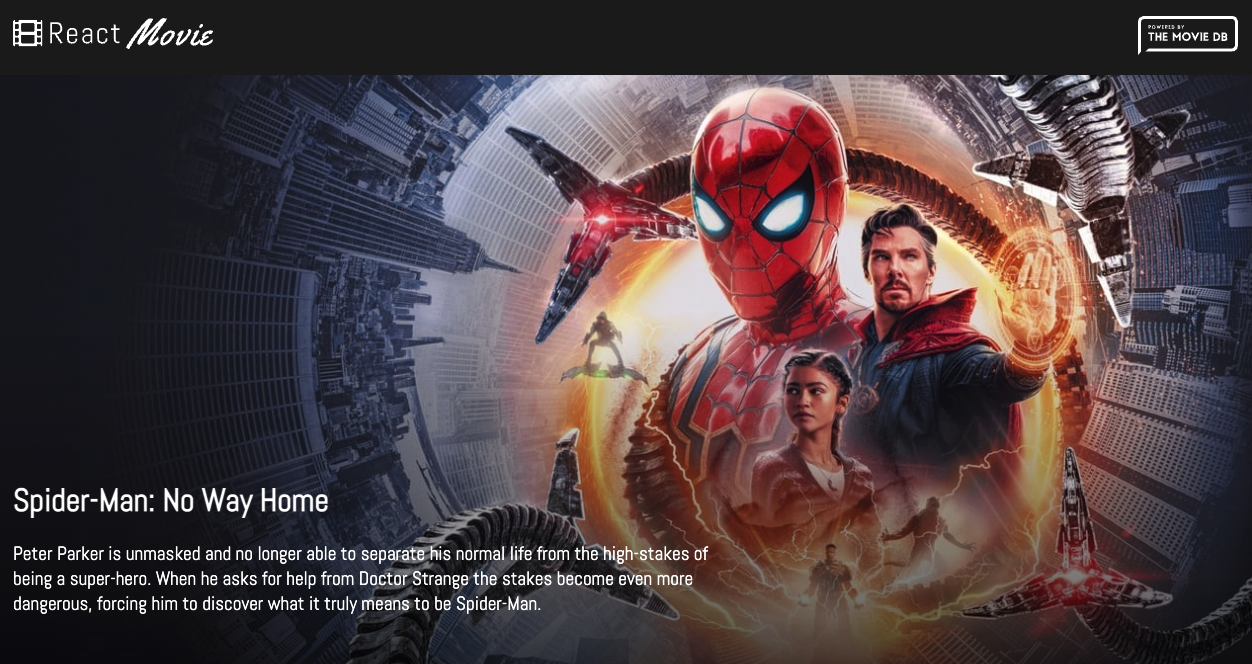 React Movie
POWERED BY
THE MOVIE DB
Spider-Man: No Way Home
Peter Parker is unmasked and no longer able to separate his normal life from the high-stakes of
being a super-hero. When he asks for help from Doctor Strange the stakes become even more
dangerous, forcing him to discover what it truly means to be Spider-Man.